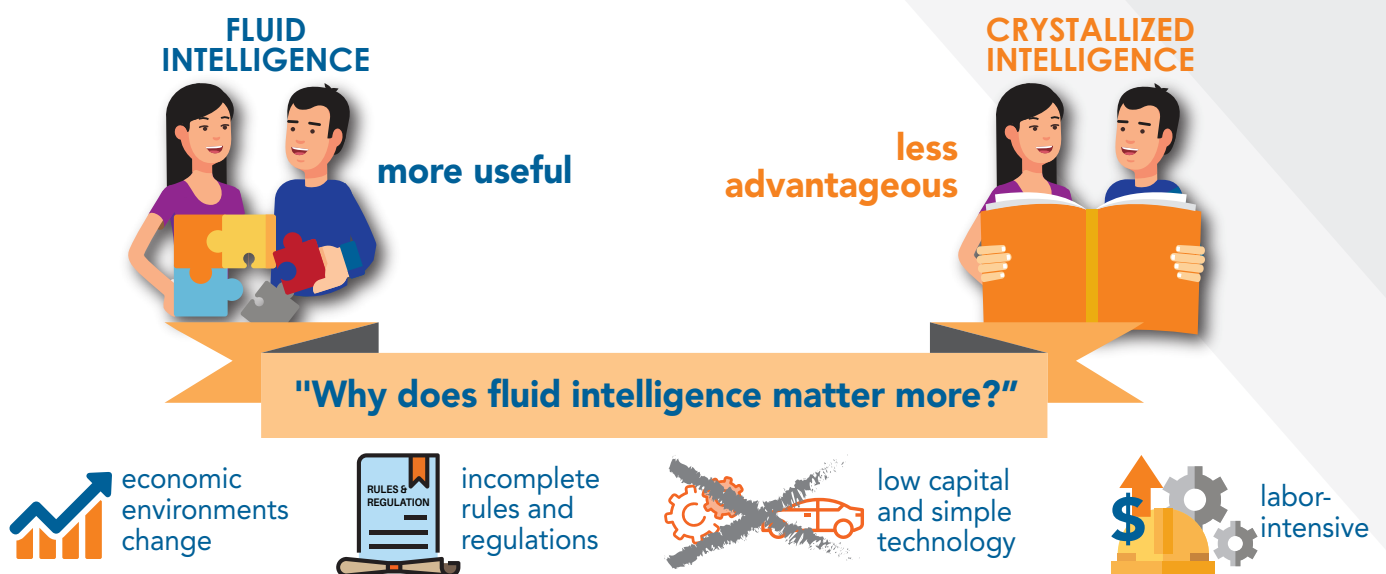 FLUID
INTELLIGENCE
CRYSTALLIZED
INTELLIGENCE
more useful
less
advantageous
"Why does fluid intelligence matter more?”
economic
environments
change
RULES &
REGULATION
incomplete
rules and
regulations
low capital
and simple
technology
$
labor-
intensive